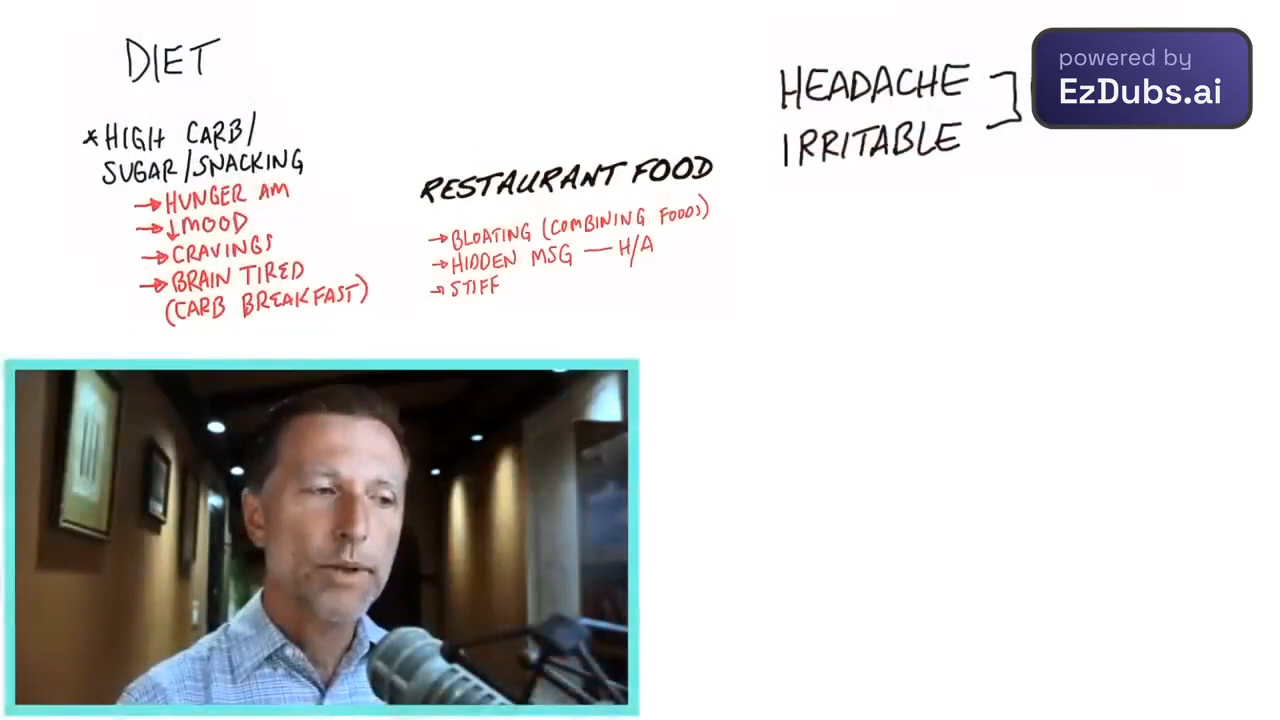 DIET
*HIGH CARB/
SUGAR/SNACKING
→HUNGER AM
→↓MOOD
→CRAVINGS
→BRAIN TIRED
(CARB BREAKFAST)
RESTAURANT FOOD
→BLOATING (COMBINING FOODS)
→HIDDEN MSG — H/A
→STIFF
HEADACHE
IRRITABLE
powered by
EzDubs.ai